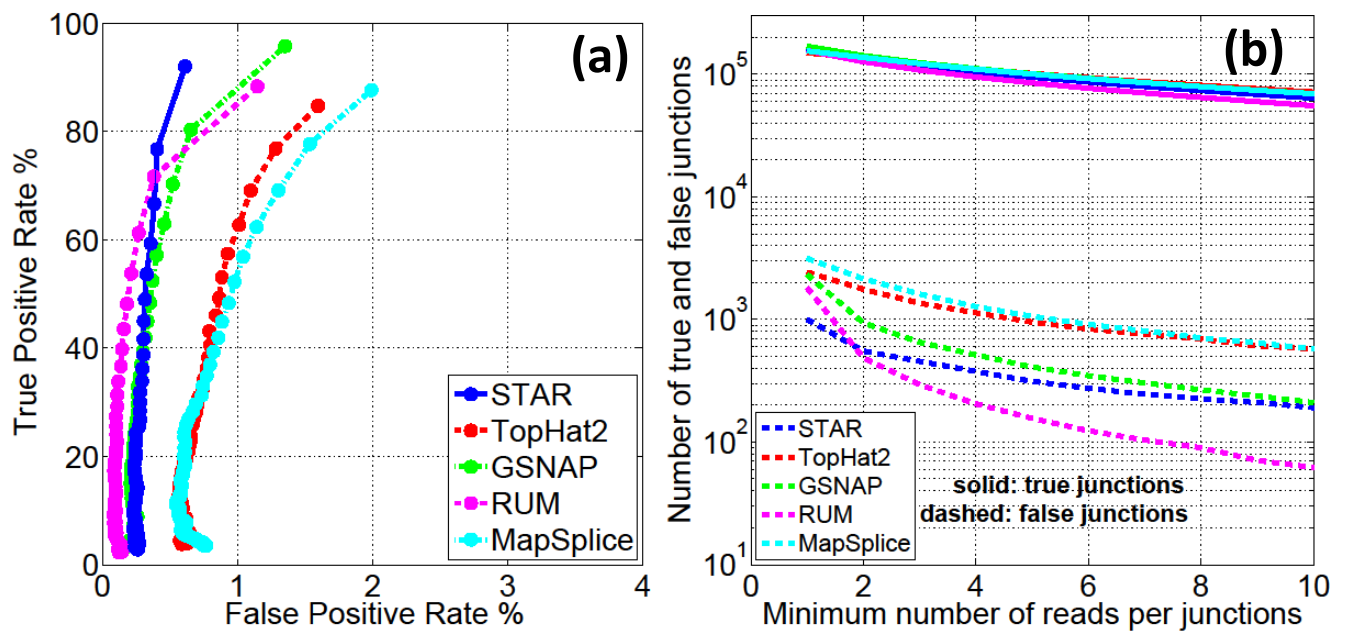 (a)
True Positive Rate %
100
80
60
40
20
0
0 1 2 3 4
False Positive Rate %
STAR
TopHat2
GSNAP
RUM
MapSplice
(b)
Number of true and false junctions
10^5
10^4
10^3
10^2
10^1
0 2 4 6 8 10
Minimum number of reads per junctions
STAR
TopHat2
GSNAP
RUM
MapSplice
solid: true junctions
dashed: false junctions